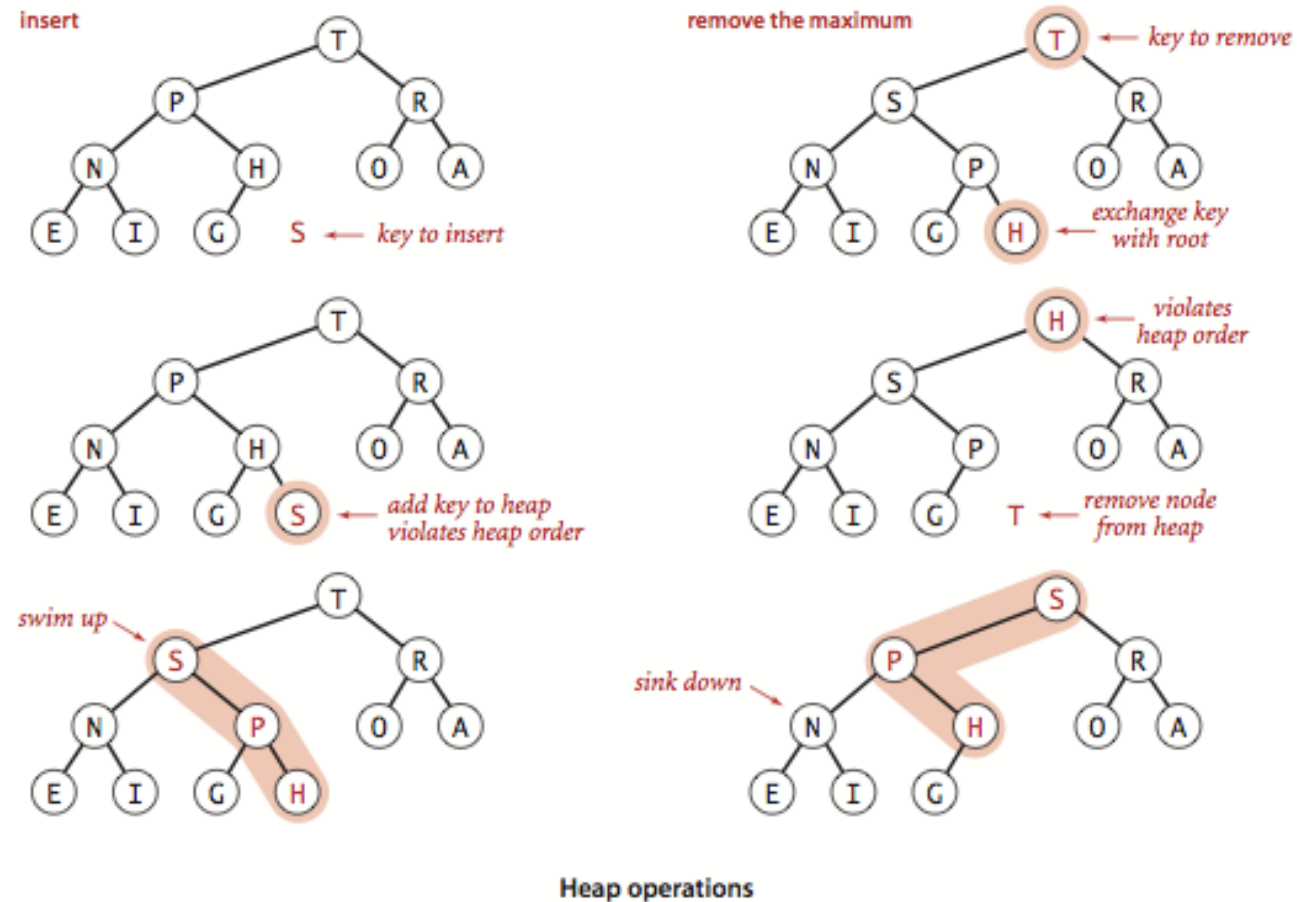 insert
T
P R
N H O A
E I G S key to insert
T
P R
N H O A
E I G S add key to heap
violates heap order
T
swim up
S R
N P O A
E I G H
remove the maximum
T key to remove
S R
N P O A
E I G H exchange key
with root
H violates
heap order
S R
N P O A
E I G T remove node
from heap
S
P R
sink down
N H O A
E I G
Heap operations